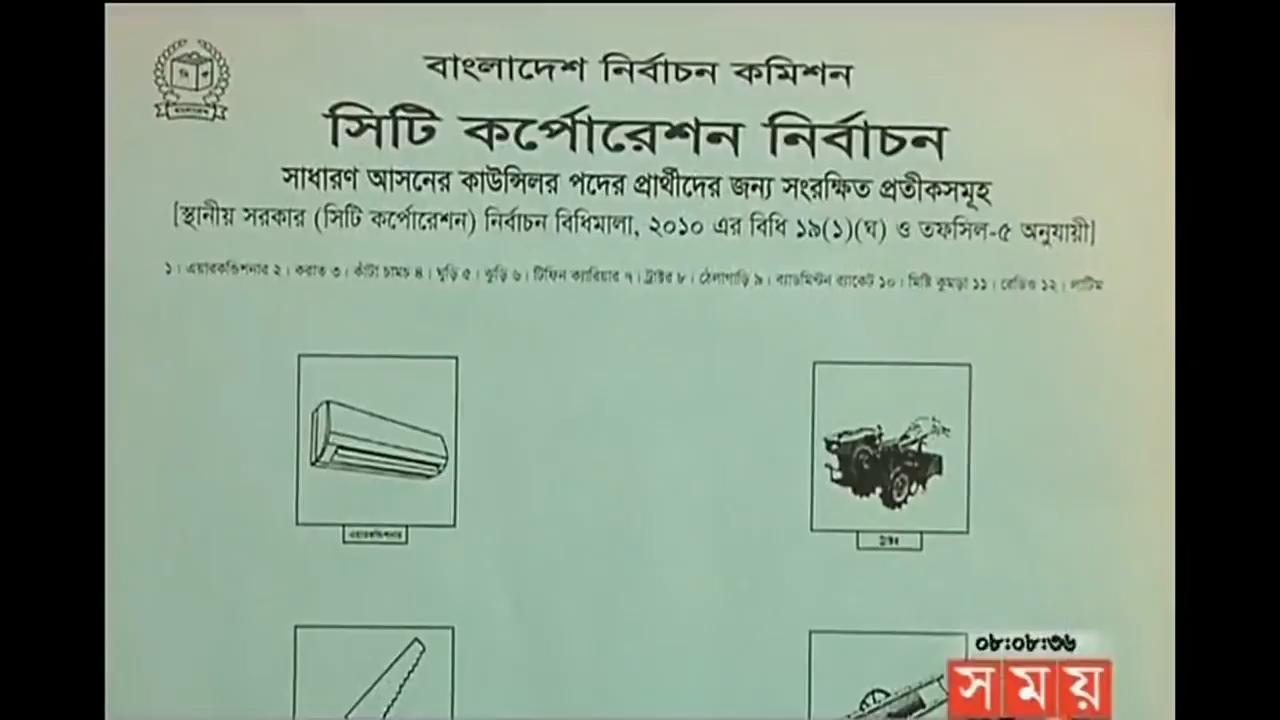 বাংলাদেশ নির্বাচন কমিশন
সিটি কর্পোরেশন নির্বাচন
সাধারণ আসনের কাউন্সিলর পদের প্রার্থীদের জন্য সংরক্ষিত প্রতীকসমূহ
[স্থানীয় সরকার (সিটি কর্পোরেশন) নির্বাচন বিধিমালা, ২০১০ এর বিধি ১৯(১)(ঘ) ও তফসিল-৫ অনুযায়ী]
১। এয়ারকন্ডিশনার ২। করাত ৩। কাঁটা চামচ ৪। ঘুড়ি ৫। ঝুড়ি ৬। টিফিন ক্যারিয়ার ৭। ট্রাক্টর ৮। ঠেলাগাড়ি ৯। ব্যাডমিন্টন র‍্যাকেট ১০। মিষ্টি কুমড়া ১১। রেডিও ১২। লাটিম
এয়ারকন্ডিশনার
ট্রাক্টর
০৮:০৮:৩৬
সময়